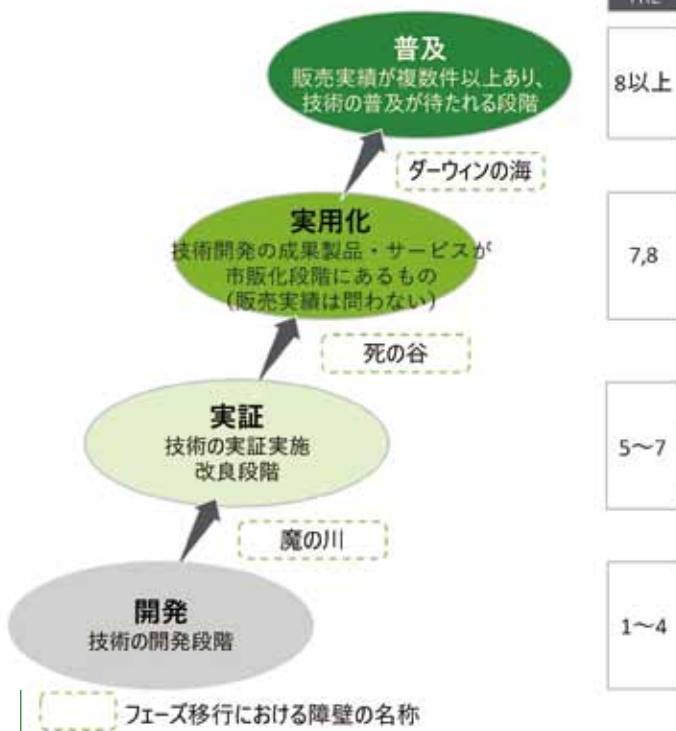 普及
販売実績が複数件以上あり、
技術の普及が待たれる段階
8以上
ダーウィンの海
実用化
技術開発の成果製品・サービスが
市販化段階にあるもの
（販売実績は問わない）
7,8
死の谷
実証
技術の実証実施
改良段階
5～7
魔の川
開発
技術の開発段階
1～4
フェーズ移行における障壁の名称